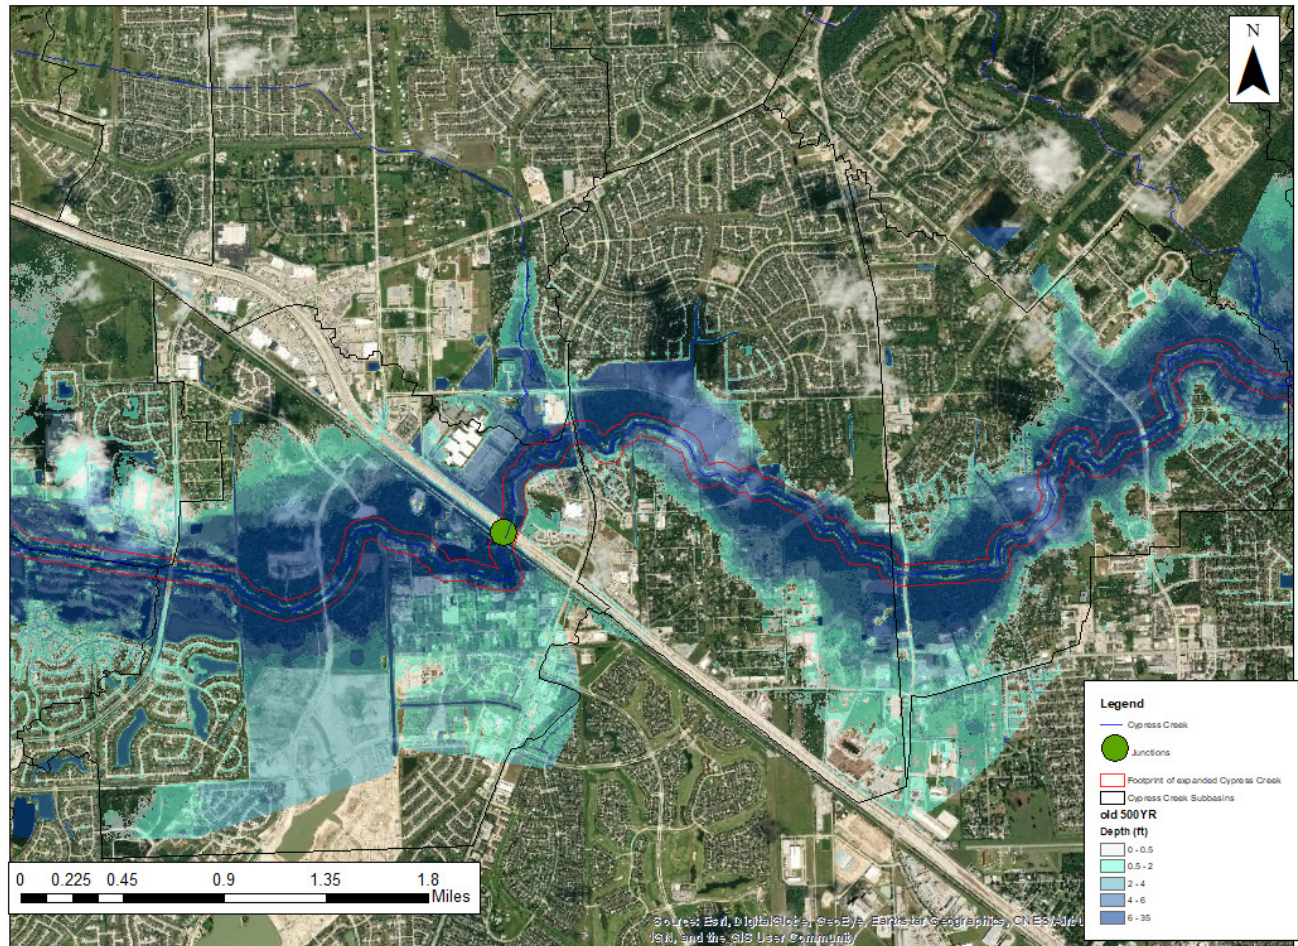 N
Legend
Cypress Creek
Junctions
Footprint of expanded Cypress Creek
Cypress Creek Subbasins
old 500YR
Depth (ft)
0 - 0.5
0.5 - 2
2 - 4
4 - 6
6 - 35
0 0.225 0.45 0.9 1.35 1.8
Miles
Source: Esri, DigitalGlobe, GeoEye, Earthstar Geographics, CNES/Airbu
IGN, and the GIS User Community